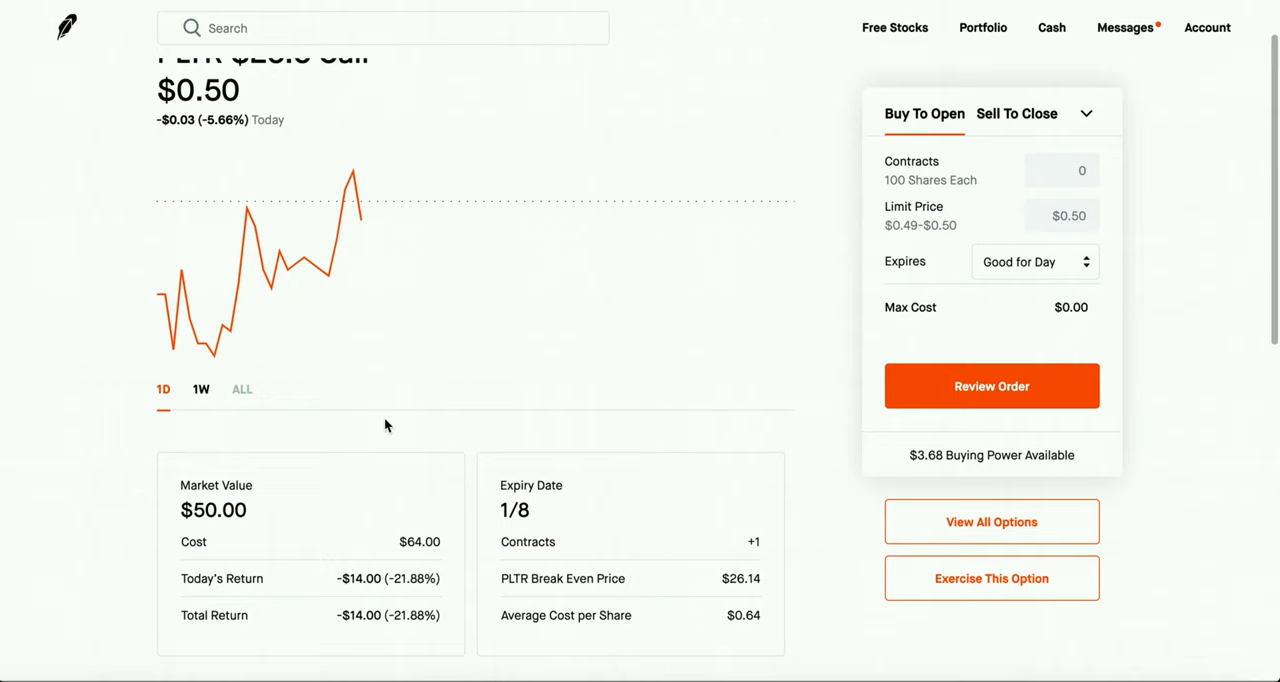 Search
Free Stocks
Portfolio
Cash
Messages
Account
PLTR $25.5 Call
$0.50
-$0.03 (-5.66%) Today
1D
1W
ALL
Market Value
$50.00
Cost
$64.00
Today's Return
-$14.00 (-21.88%)
Total Return
-$14.00 (-21.88%)
Expiry Date
1/8
Contracts
+1
PLTR Break Even Price
$26.14
Average Cost per Share
$0.64
Buy To Open
Sell To Close
Contracts
0
100 Shares Each
Limit Price
$0.50
$0.49-$0.50
Expires
Good for Day
Max Cost
$0.00
Review Order
$3.68 Buying Power Available
View All Options
Exercise This Option